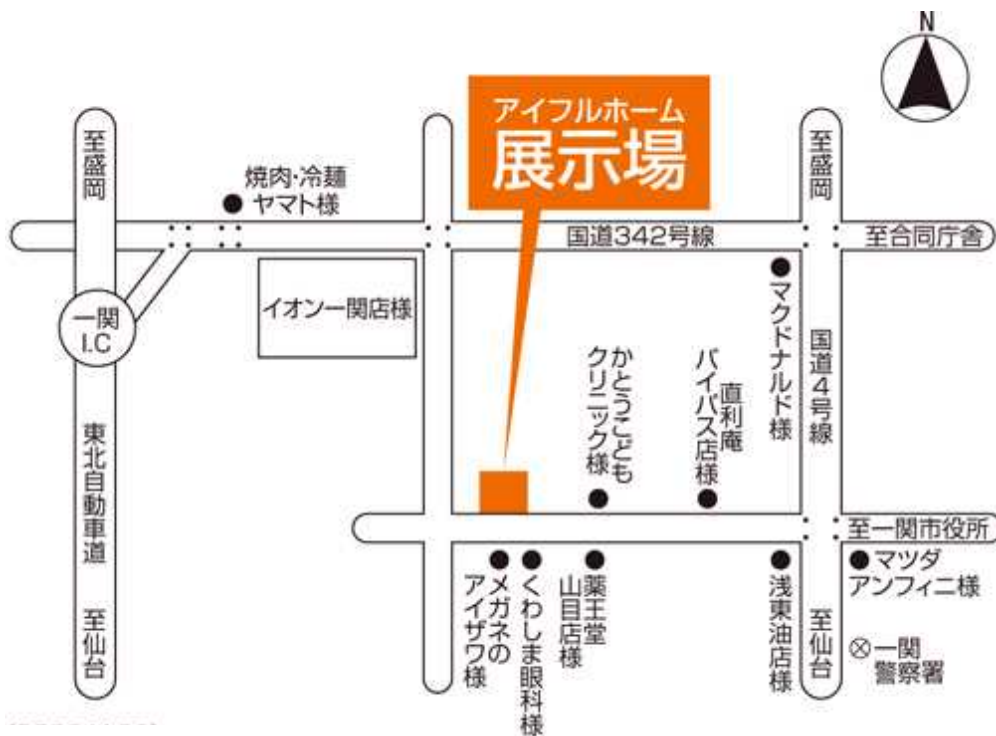 N
アイフルホーム
展示場
至盛岡
焼肉・冷麺
ヤマト様
至盛岡
国道342号線
至合同庁舎
イオン一関店様
一関
I.C
マクドナルド様
国道4号線
かとうこども
クリニック様
直利庵
バイパス店様
東北自動車道
至一関市役所
メガネの
アイザワ様
くわしま眼科様
薬王堂
山目店様
浅東油店様
マツダ
アンフィニ様
至仙台
至仙台
一関
警察署